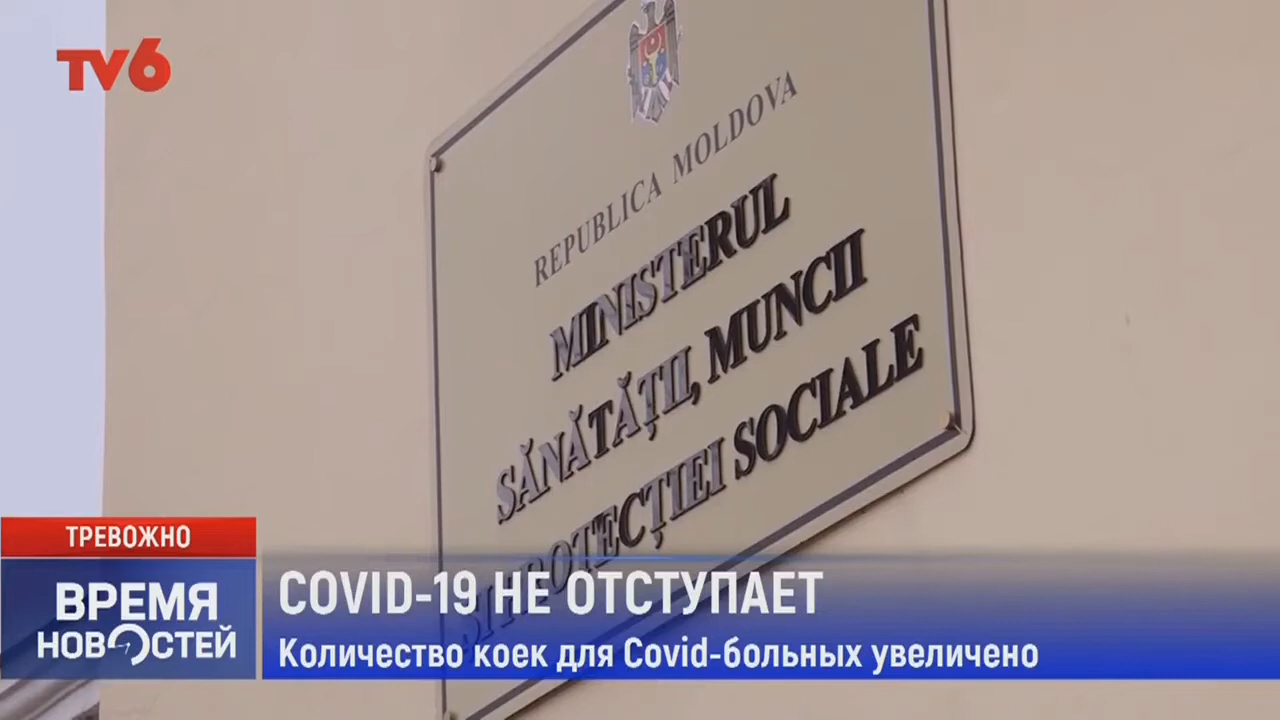 TV6
REPUBLICA MOLDOVA
MINISTERUL
SĂNĂTĂȚII, MUNCII
ȘI PROTECȚIEI SOCIALE
ТРЕВОЖНО
ВРЕМЯ
НОВОСТЕЙ
COVID-19 НЕ ОТСТУПАЕТ
Количество коек для Covid-больных увеличено